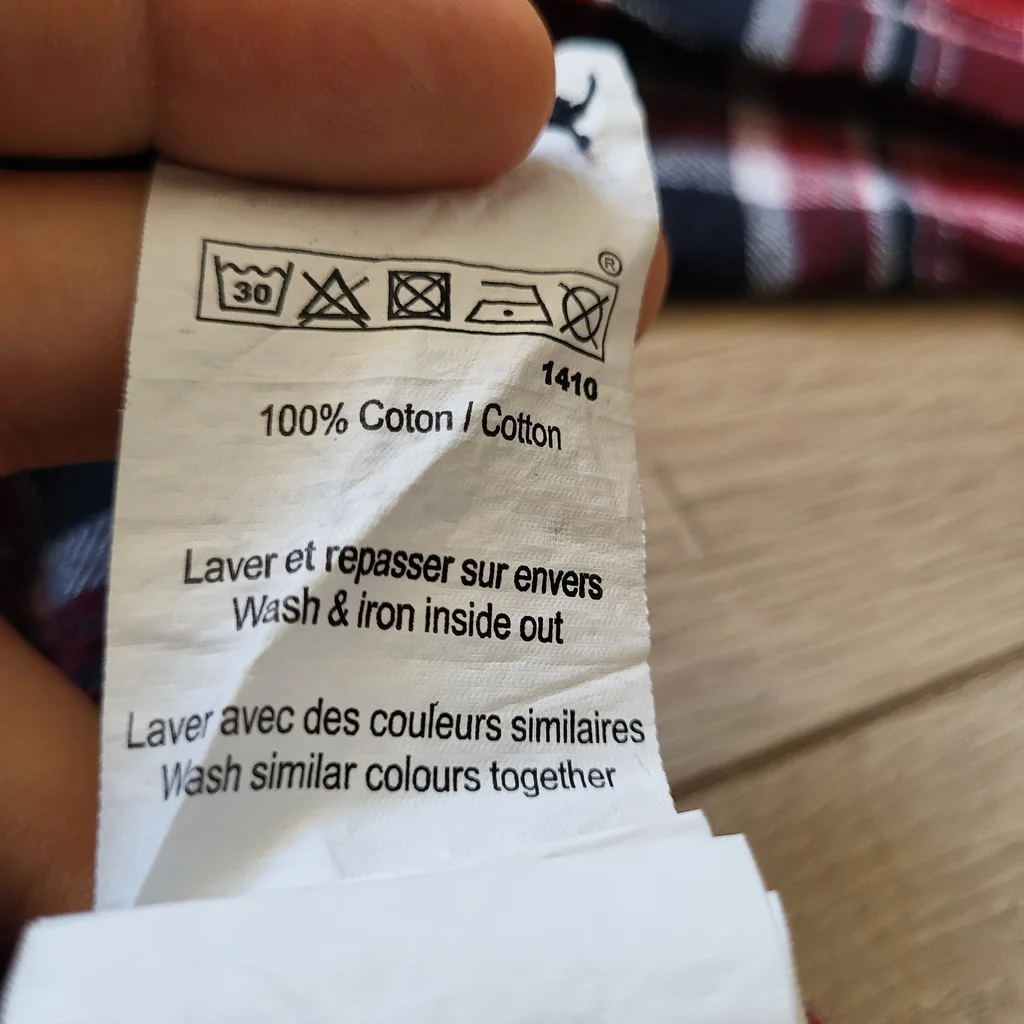 30
®
1410
100% Coton / Cotton
Laver et repasser sur envers
Wash & iron inside out
Laver avec des couleurs similaires
Wash similar colours together